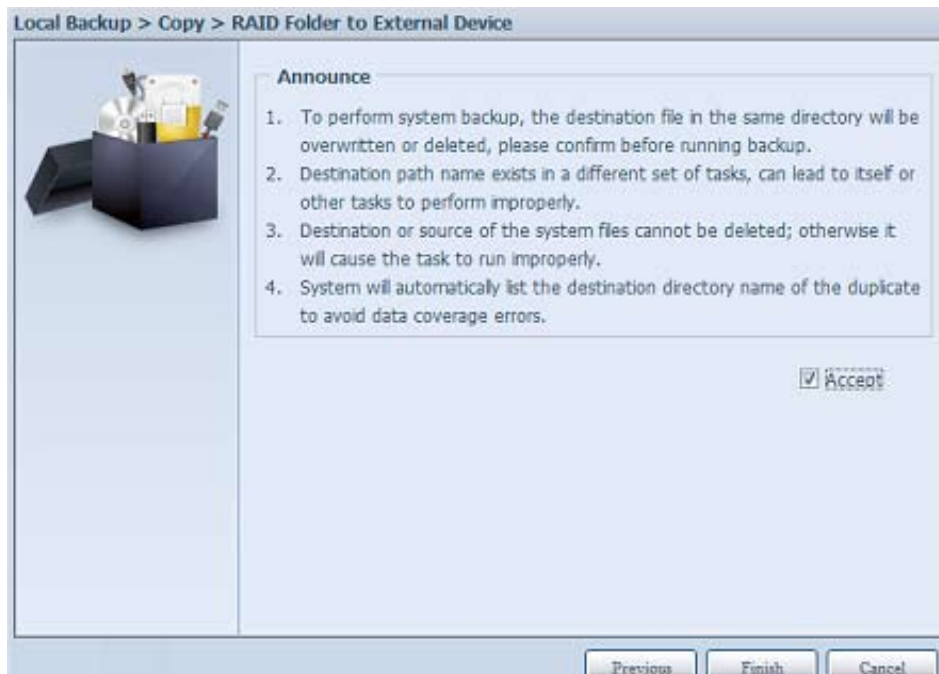 Local Backup > Copy > RAID Folder to External Device
Announce
1. To perform system backup, the destination file in the same directory will be
overwritten or deleted, please confirm before running backup.
2. Destination path name exists in a different set of tasks, can lead to itself or
other tasks to perform improperly.
3. Destination or source of the system files cannot be deleted; otherwise it
will cause the task to run improperly.
4. System will automatically list the destination directory name of the duplicate
to avoid data coverage errors.
Accept
Previous Finish Cancel